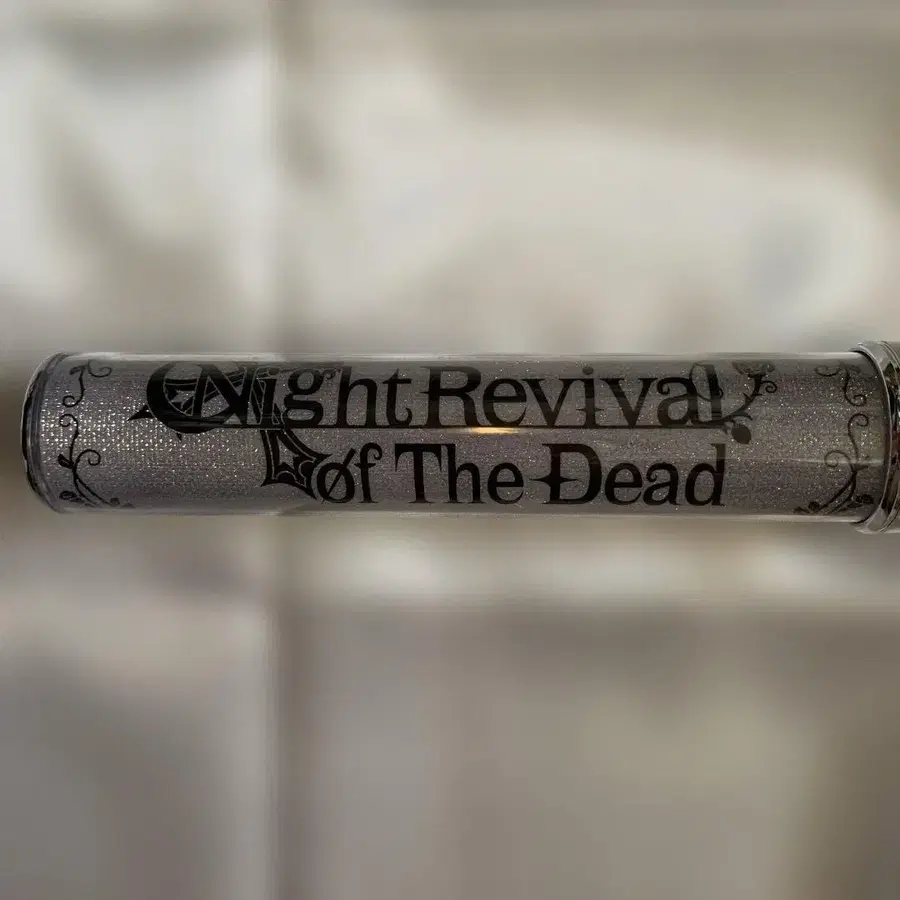 Night Revival
of The Dead